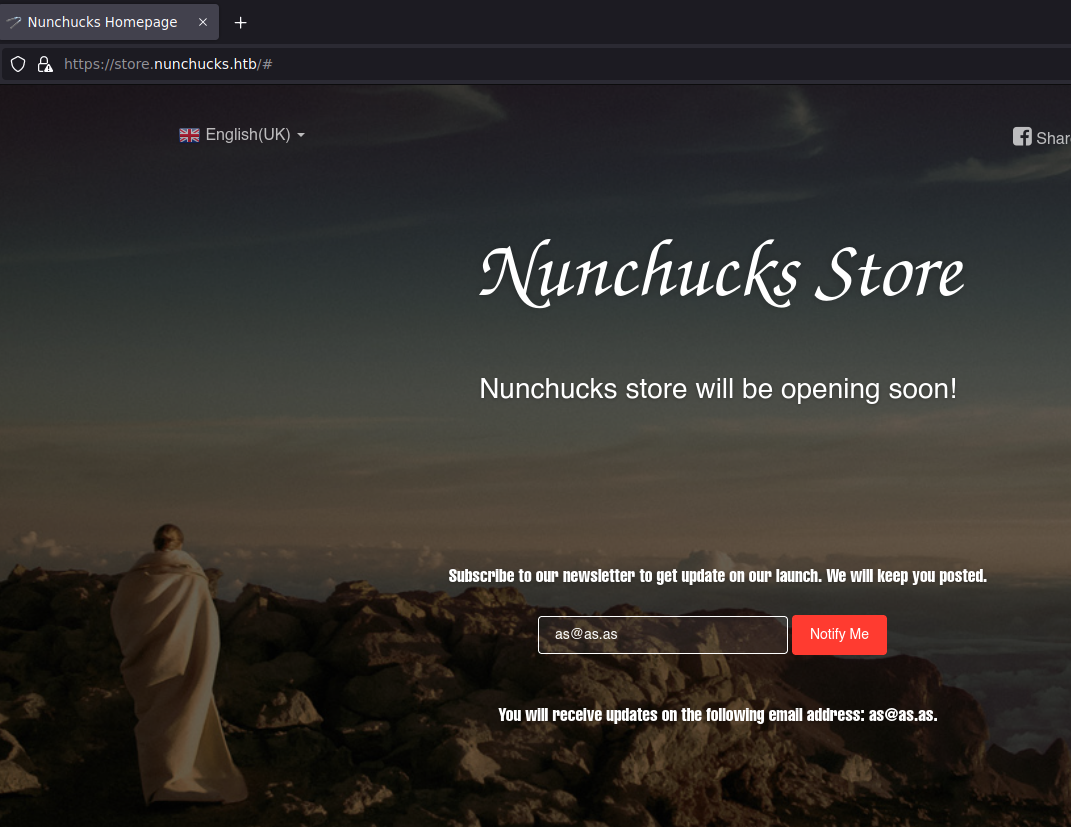 Nunchucks Homepage
https://store.nunchucks.htb/#
English(UK)
Nunchucks Store
Nunchucks store will be opening soon!
Subscribe to our newsletter to get update on our launch. We will keep you posted.
as@as.as
Notify Me
You will receive updates on the following email address: as@as.as.